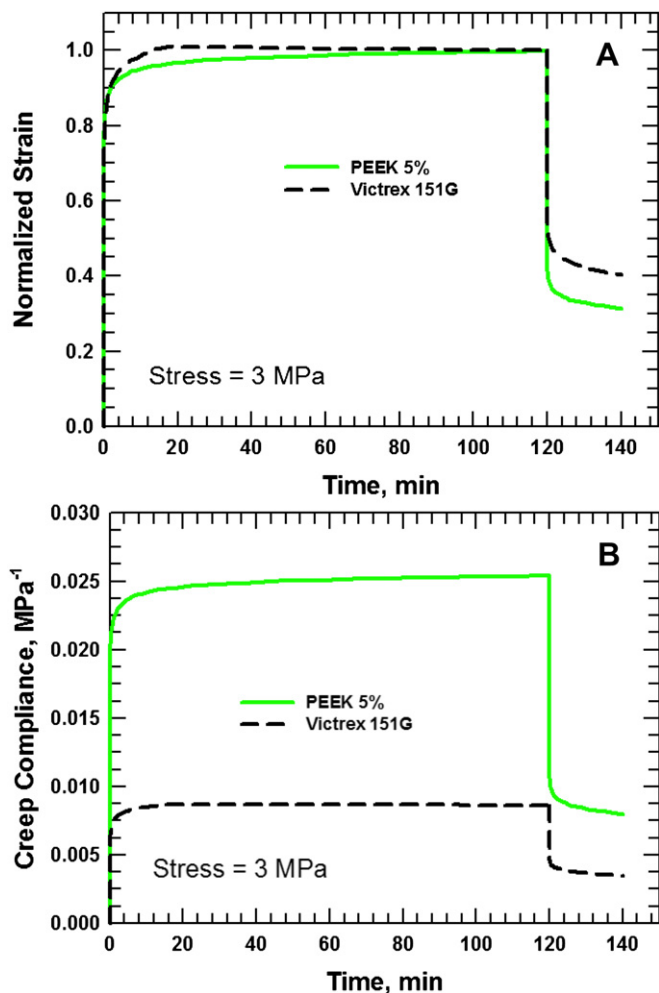 A
1.0
0.8
0.6
0.4
0.2
0.0
Normalized Strain
PEEK 5%
Victrex 151G
Stress = 3 MPa
0 20 40 60 80 100 120 140
Time, min
B
0.030
0.025
0.020
0.015
0.010
0.005
0.000
Creep Compliance, MPa⁻¹
PEEK 5%
Victrex 151G
Stress = 3 MPa
0 20 40 60 80 100 120 140
Time, min